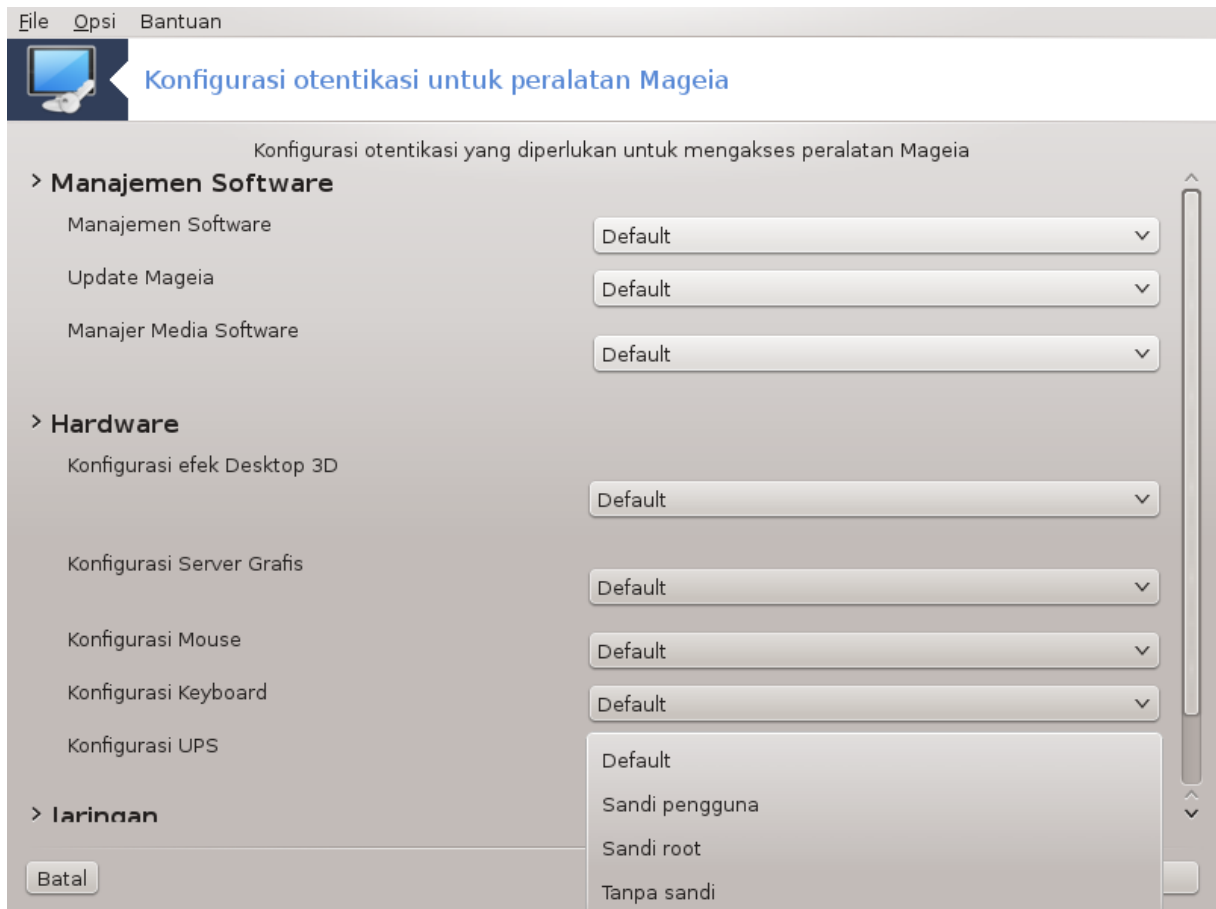 File Opsi Bantuan
Konfigurasi otentikasi untuk peralatan Mageia
Konfigurasi otentikasi yang diperlukan untuk mengakses peralatan Mageia
> Manajemen Software
Manajemen Software Default
Update Mageia Default
Manajer Media Software Default
> Hardware
Konfigurasi efek Desktop 3D Default
Konfigurasi Server Grafis Default
Konfigurasi Mouse Default
Konfigurasi Keyboard Default
Konfigurasi UPS
Default
Sandi pengguna
Sandi root
Tanpa sandi
> Jaringan
Batal